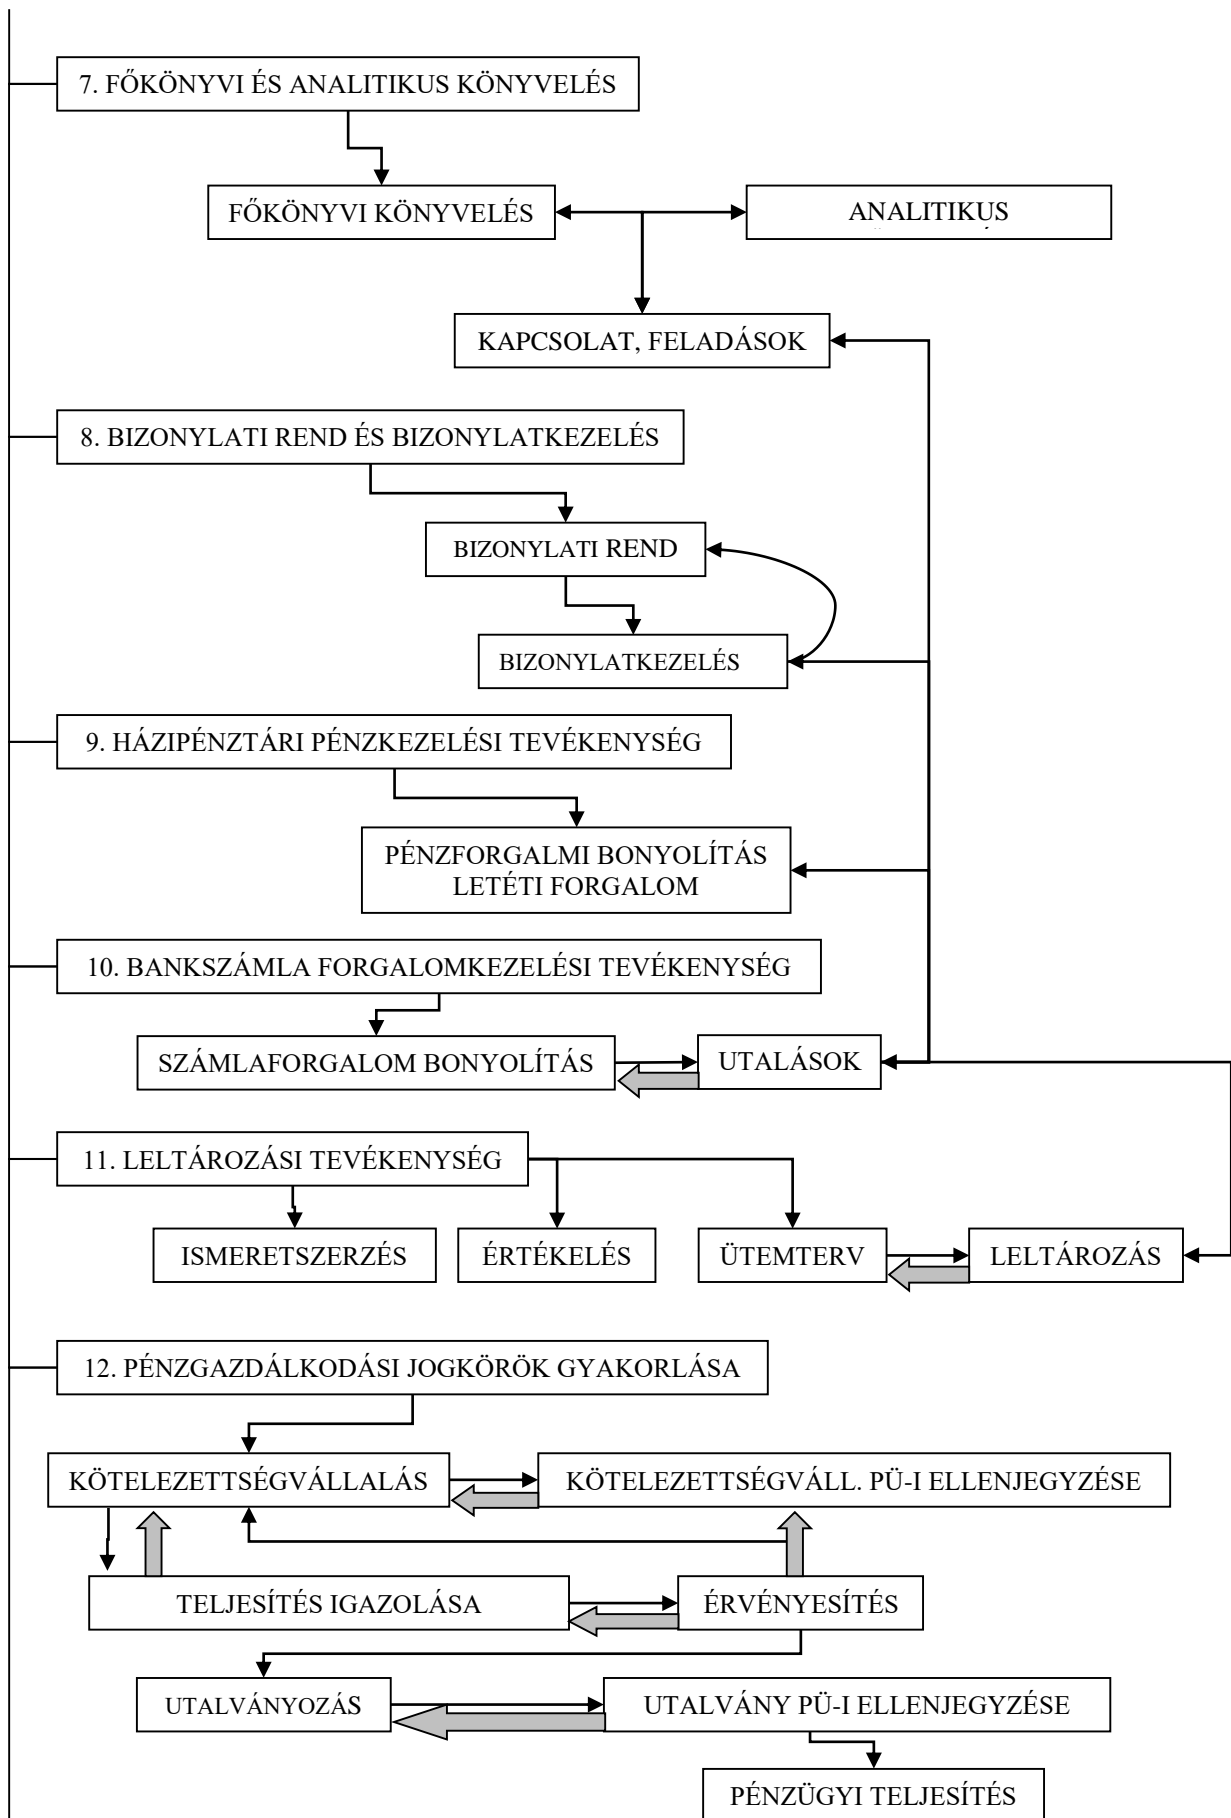 7. FŐKÖNYVI ÉS ANALITIKUS KÖNYVELÉS
FŐKÖNYVI KÖNYVELÉS
ANALITIKUS
KAPCSOLAT, FELADÁSOK
8. BIZONYLATI REND ÉS BIZONYLATKEZELÉS
BIZONYLATI REND
BIZONYLATKEZELÉS
9. HÁZIPÉNZTÁRI PÉNZKEZELÉSI TEVÉKENYSÉG
PÉNZFORGALMI BONYOLÍTÁS
LETÉTI FORGALOM
10. BANKSZÁMLA FORGALOMKEZELÉSI TEVÉKENYSÉG
SZÁMLAFORGALOM BONYOLÍTÁS
UTALÁSOK
11. LELTÁROZÁSI TEVÉKENYSÉG
ISMERETSZERZÉS
ÉRTÉKELÉS
ÜTEMTERV
LELTÁROZÁS
12. PÉNZGAZDÁLKODÁSI JOGKÖRÖK GYAKORLÁSA
KÖTELEZETTSÉGVÁLLALÁS
KÖTELEZETTSÉGVÁLL. PÜ-I ELLENJEGYZÉSE
TELJESÍTÉS IGAZOLÁSA
ÉRVÉNYESÍTÉS
UTALVÁNYOZÁS
UTALVÁNY PÜ-I ELLENJEGYZÉSE
PÉNZÜGYI TELJESÍTÉS